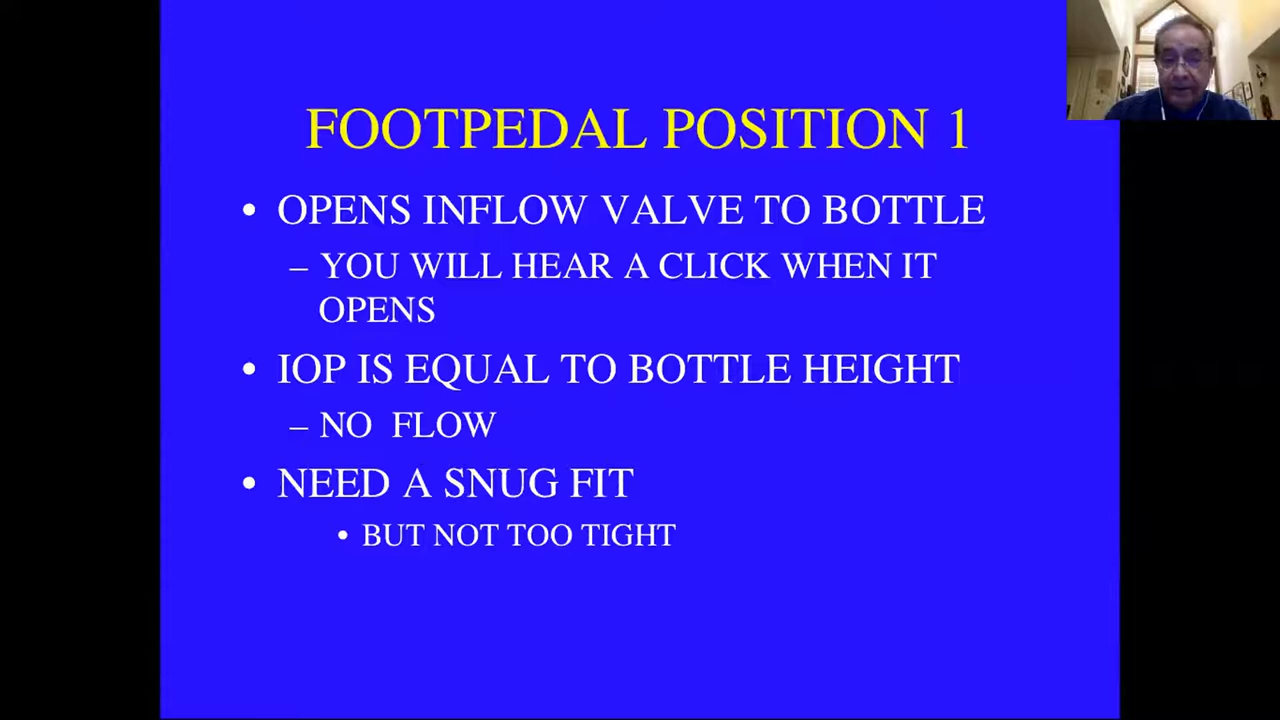 FOOTPEDAL POSITION 1
• OPENS INFLOW VALVE TO BOTTLE
– YOU WILL HEAR A CLICK WHEN IT
OPENS
• IOP IS EQUAL TO BOTTLE HEIGHT
– NO FLOW
• NEED A SNUG FIT
• BUT NOT TOO TIGHT